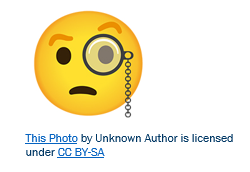 This Photo by Unknown Author is licensed
under CC BY-SA